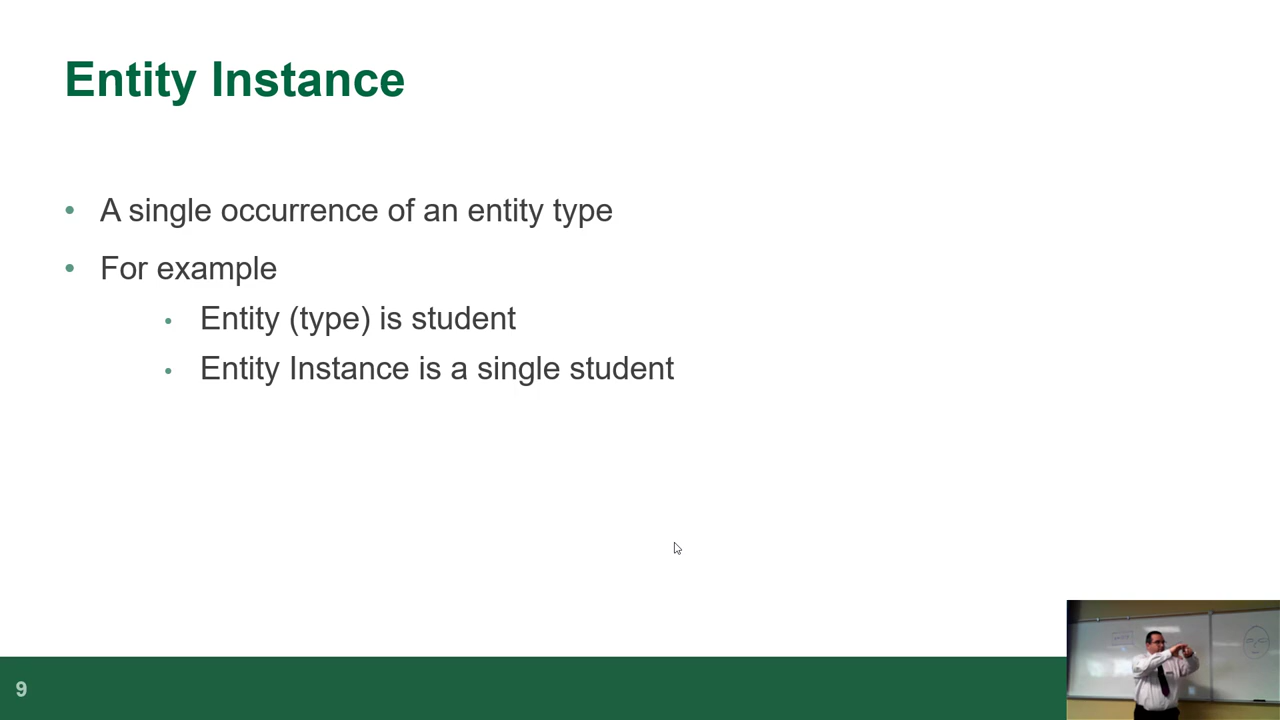 Entity Instance
• A single occurrence of an entity type
• For example
• Entity (type) is student
• Entity Instance is a single student
9